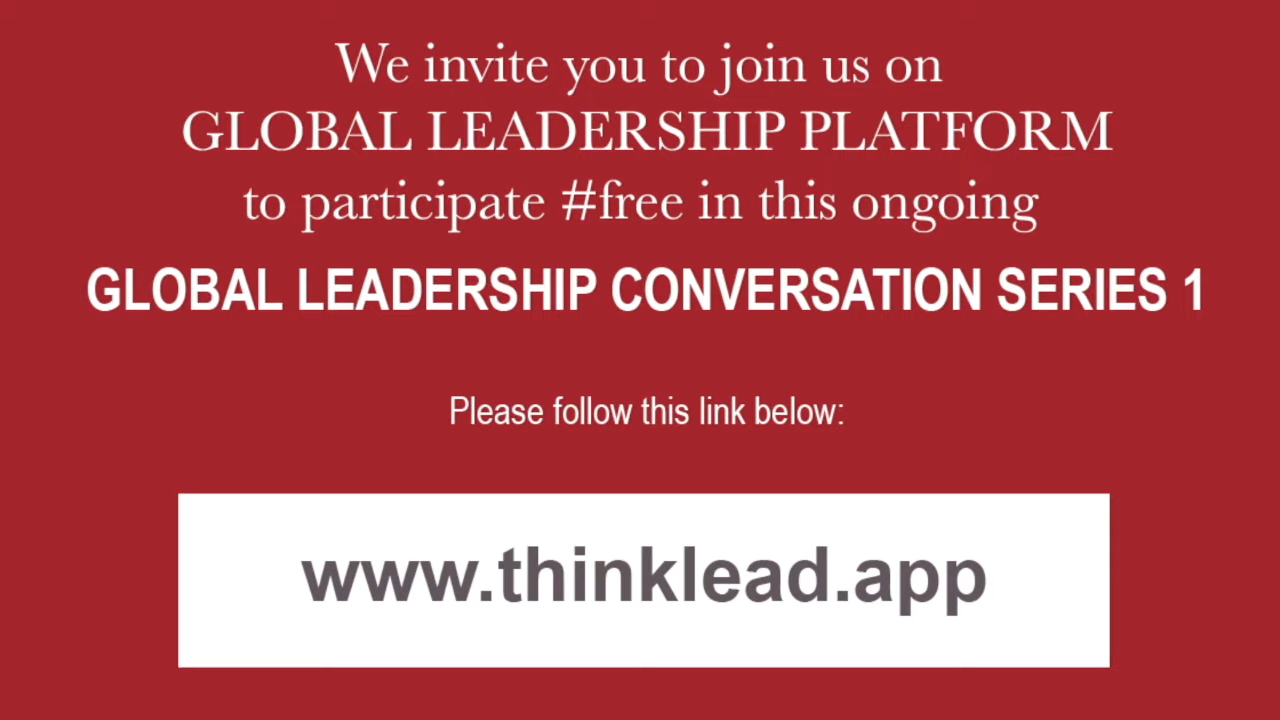 We invite you to join us on
GLOBAL LEADERSHIP PLATFORM
to participate #free in this ongoing
GLOBAL LEADERSHIP CONVERSATION SERIES 1
Please follow this link below:
www.thinklead.app